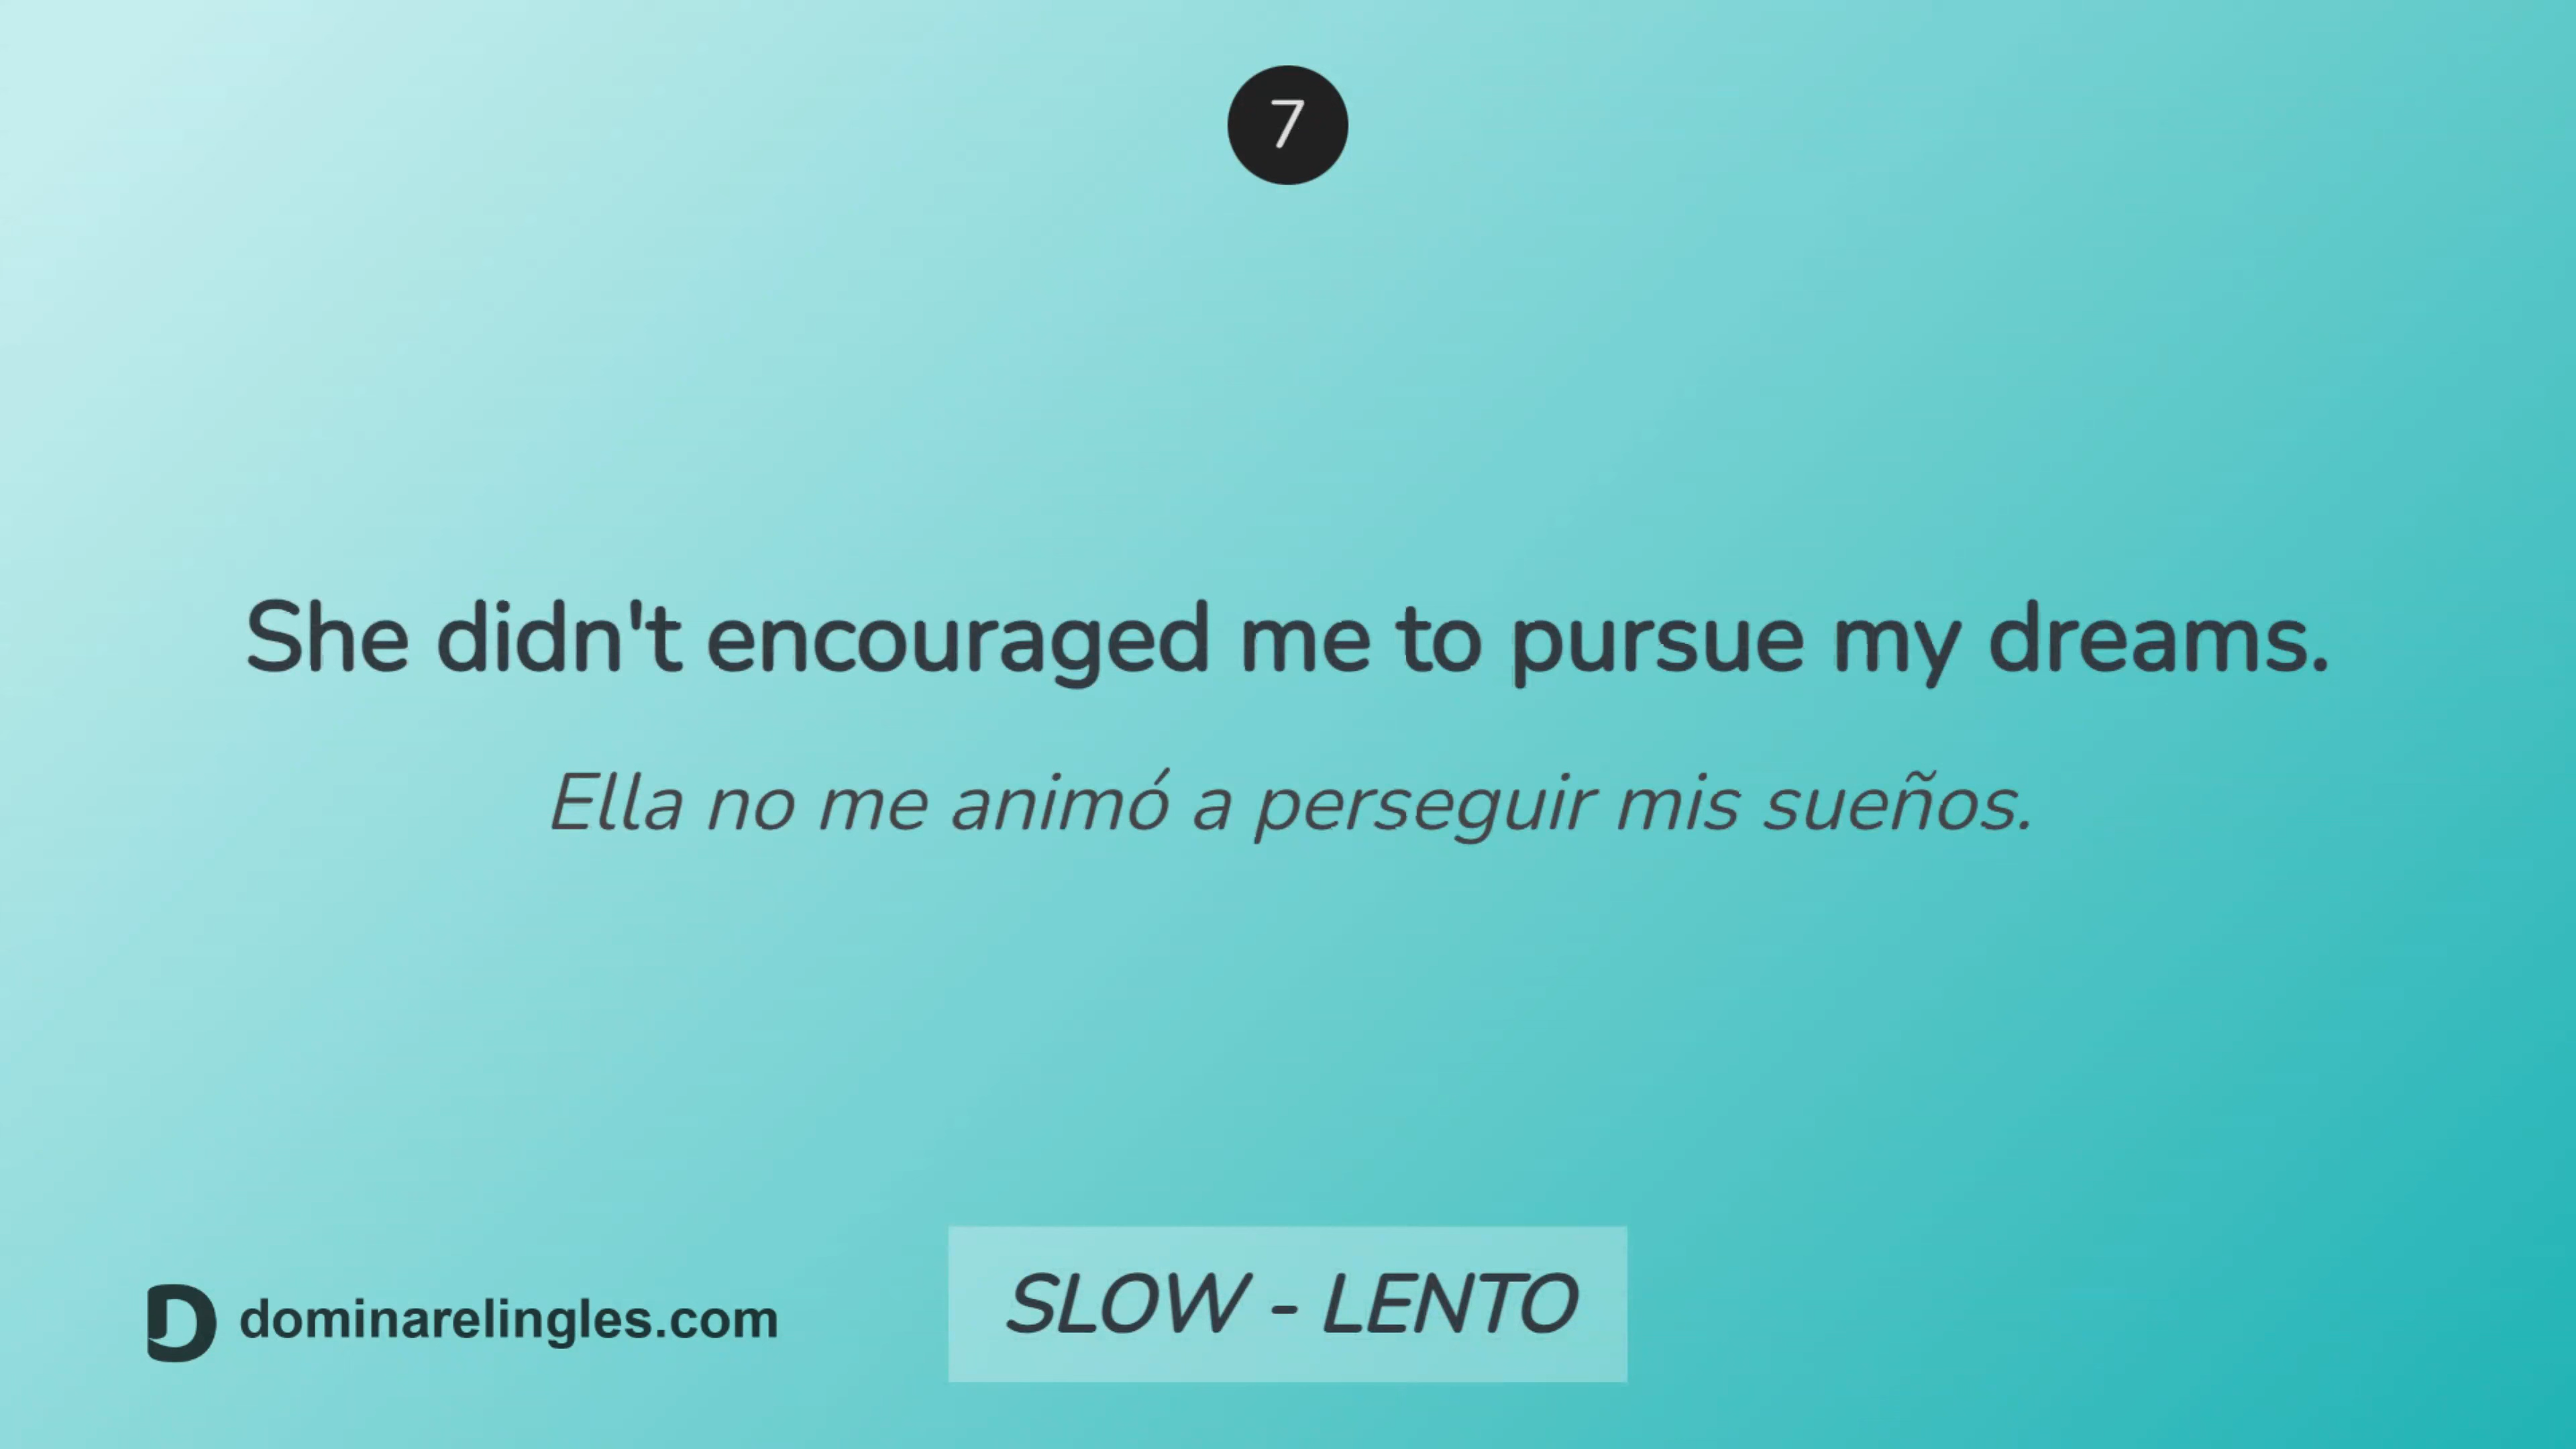 7
She didn't encouraged me to pursue my dreams.
Ella no me animó a perseguir mis sueños.
SLOW - LENTO
dominarelingles.com